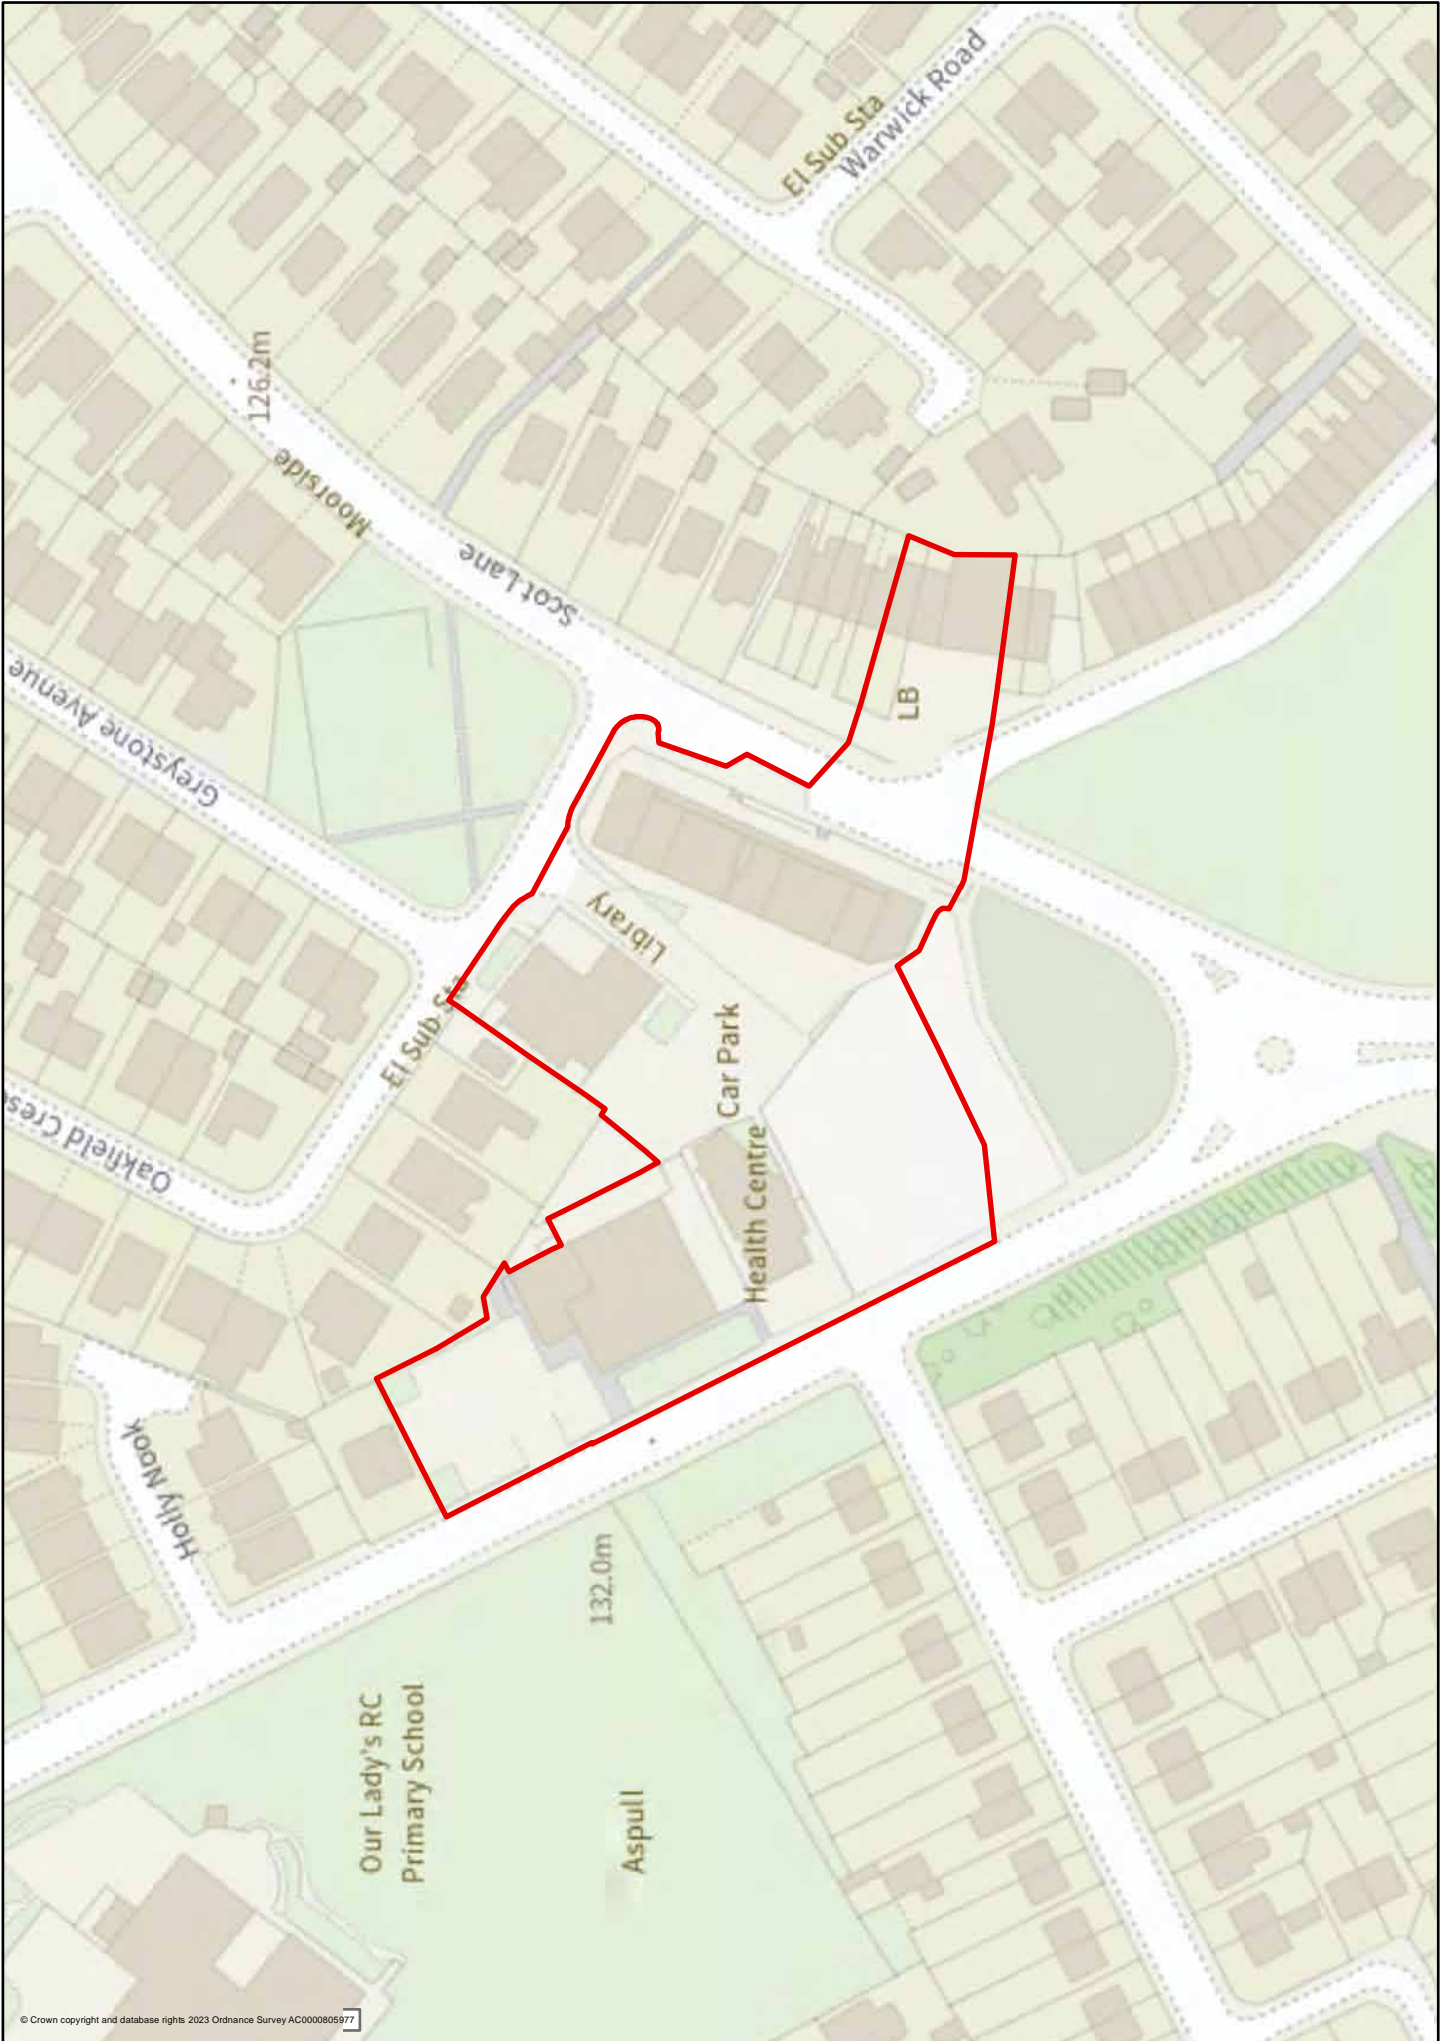 El Sub Sta
Warwick Road
126.2m
Moorside
Scot Lane
Greystone Avenue
LB
Library
El Sub Sta
Car Park
Health Centre
Oakfield Cres
Holly Nook
132.0m
Our Lady's RC
Primary School
Aspull
© Crown copyright and database rights 2023 Ordnance Survey AC0000805977